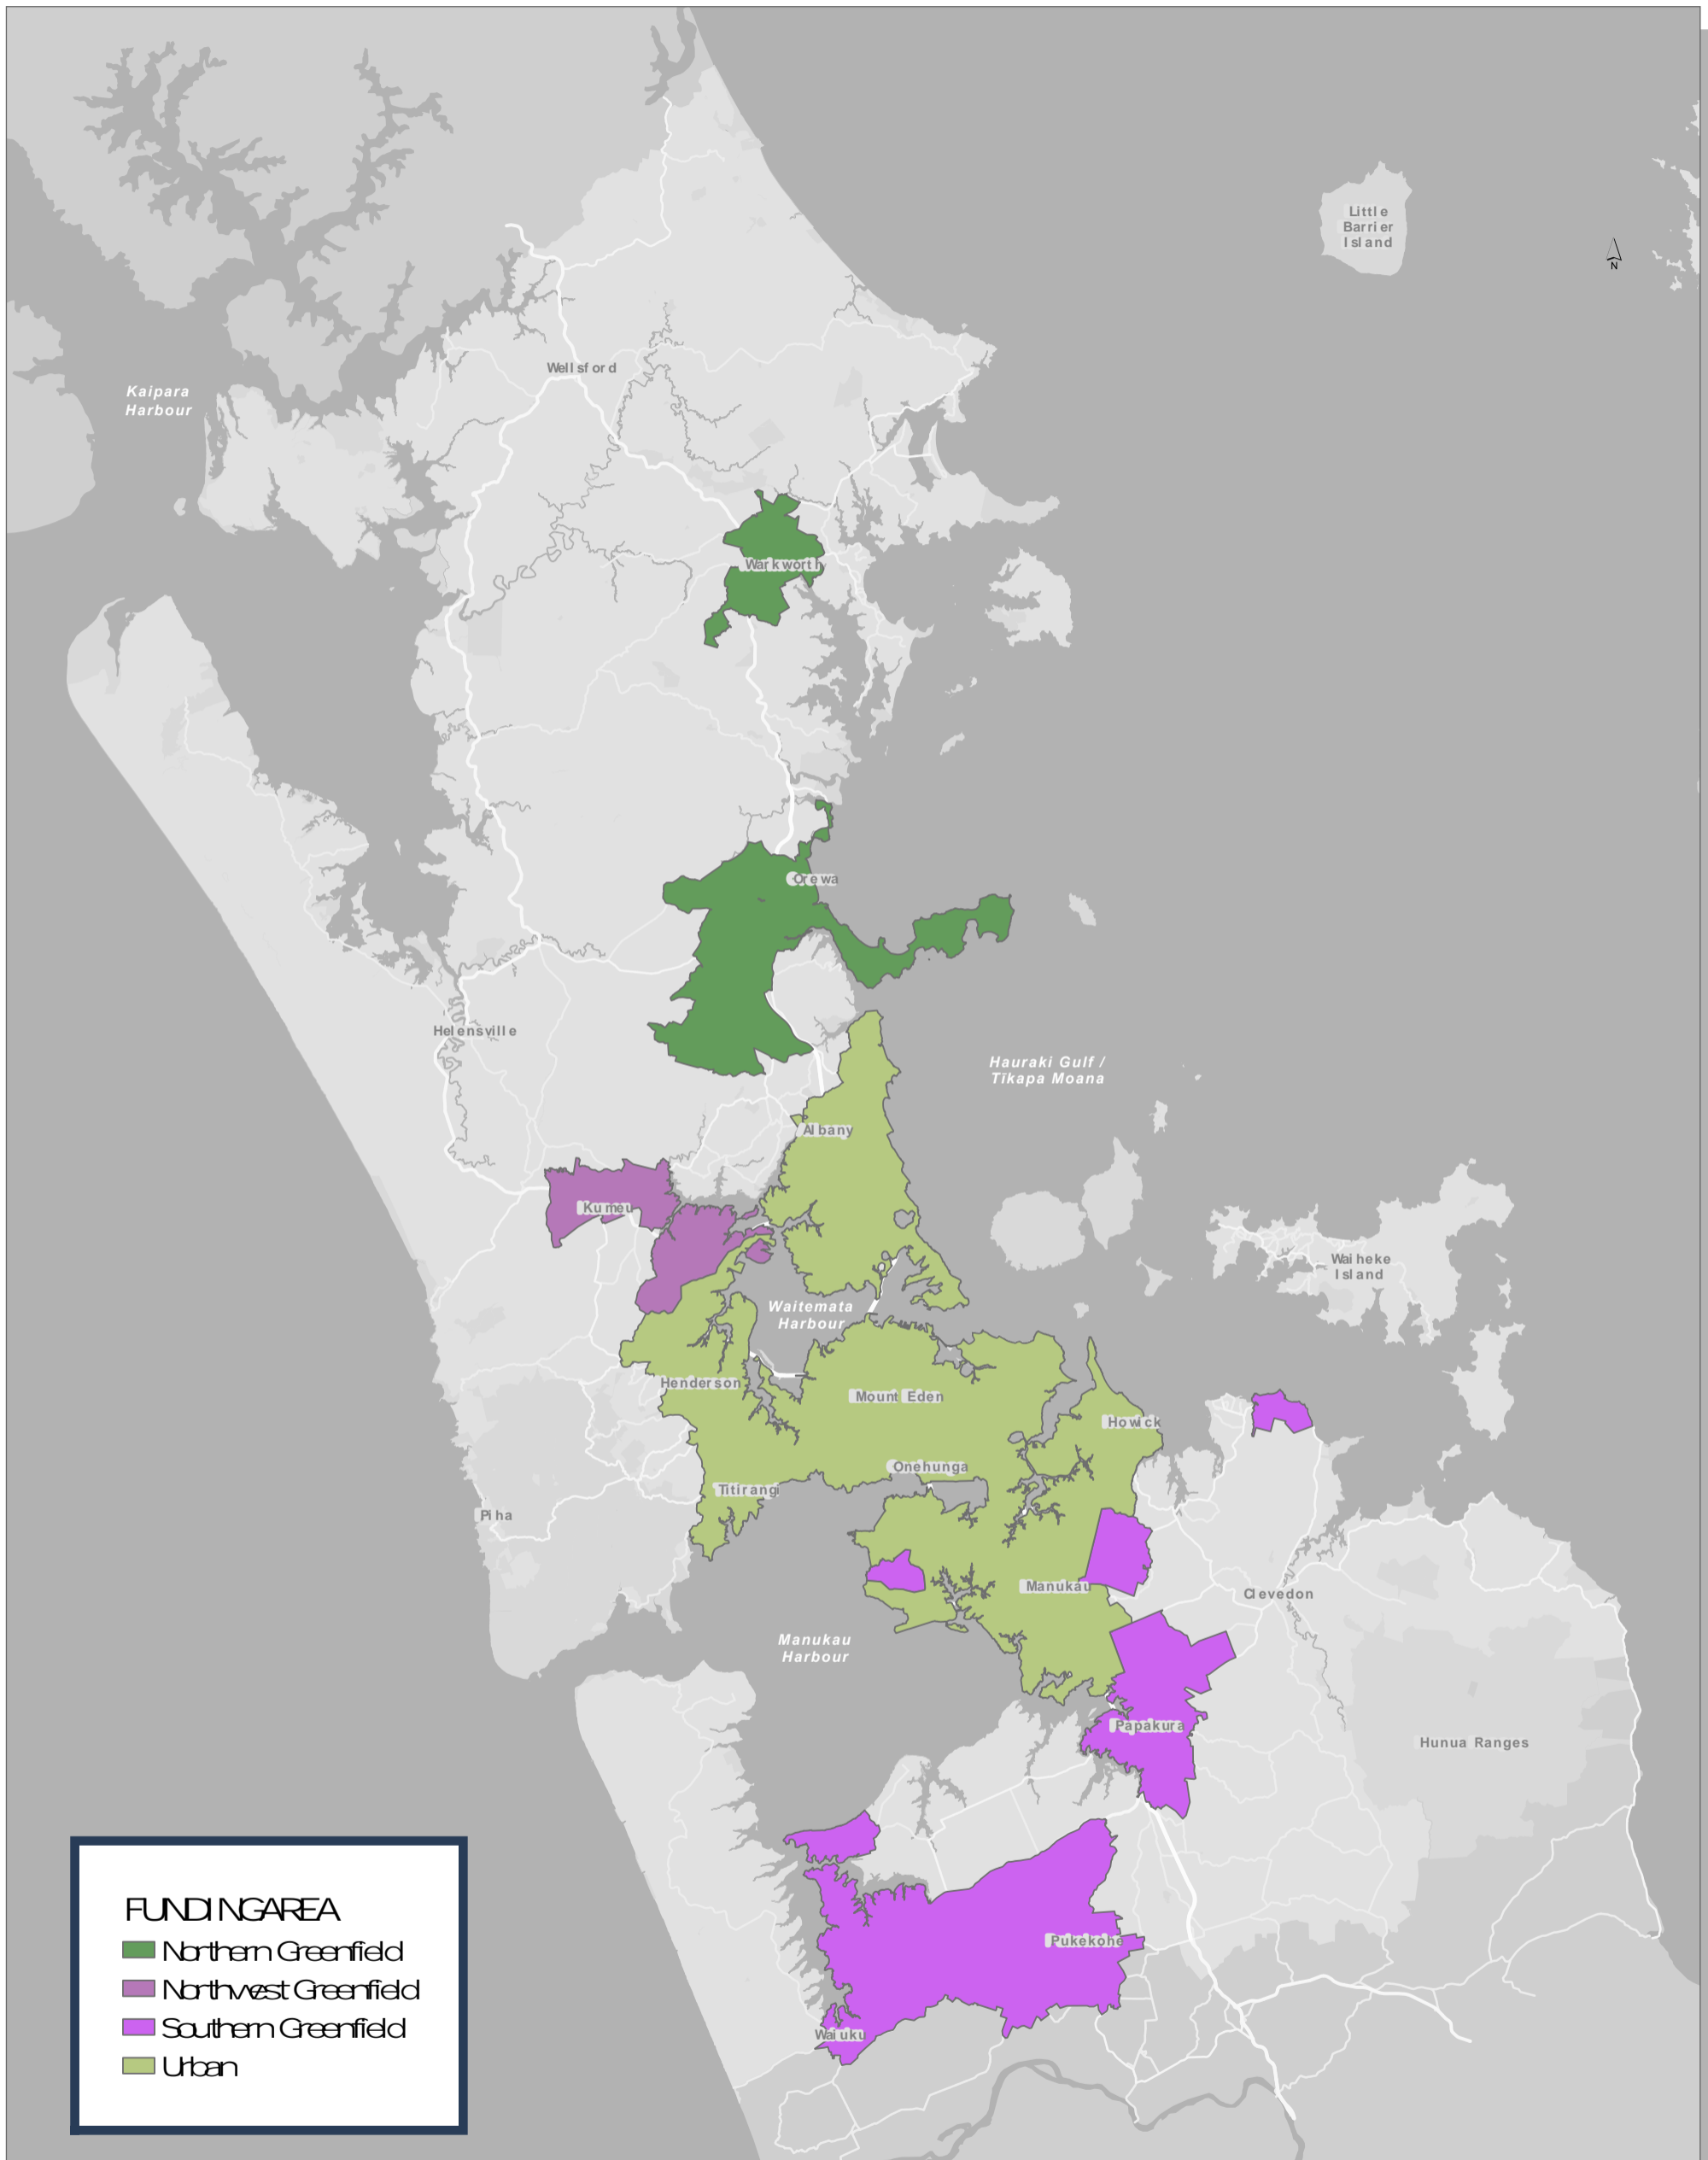 Little
Barrier
Island
N
Wellsford
Kaipara
Harbour
Warkworth
Orewa
Helensville
Hauraki Gulf /
Tīkapa Moana
Albany
Kumeu
Waiheke
Island
Waitemata
Harbour
Henderson
Mount Eden
Howick
Onehunga
Titirangi
Piha
Manukau
Clevedon
Manukau
Harbour
Papakura
Hunua Ranges
Pukekohe
Waiuku
FUNDING AREA
Northern Greenfield
Northwest Greenfield
Southern Greenfield
Urban